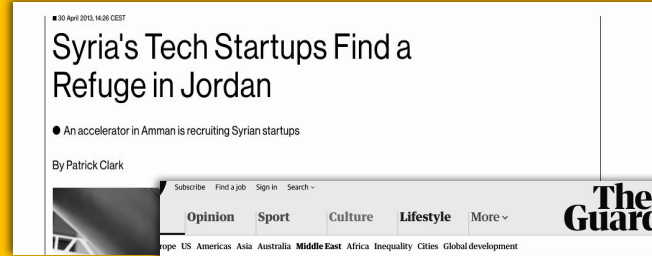 30 April 2013, 14:26 CEST
Syria's Tech Startups Find a
Refuge in Jordan
An accelerator in Amman is recruiting Syrian startups
By Patrick Clark
Subscribe Find a job Sign in Search
The
Opinion Sport Culture Lifestyle More
US Americas Asia Australia Middle East Africa Inequality Cities Global development